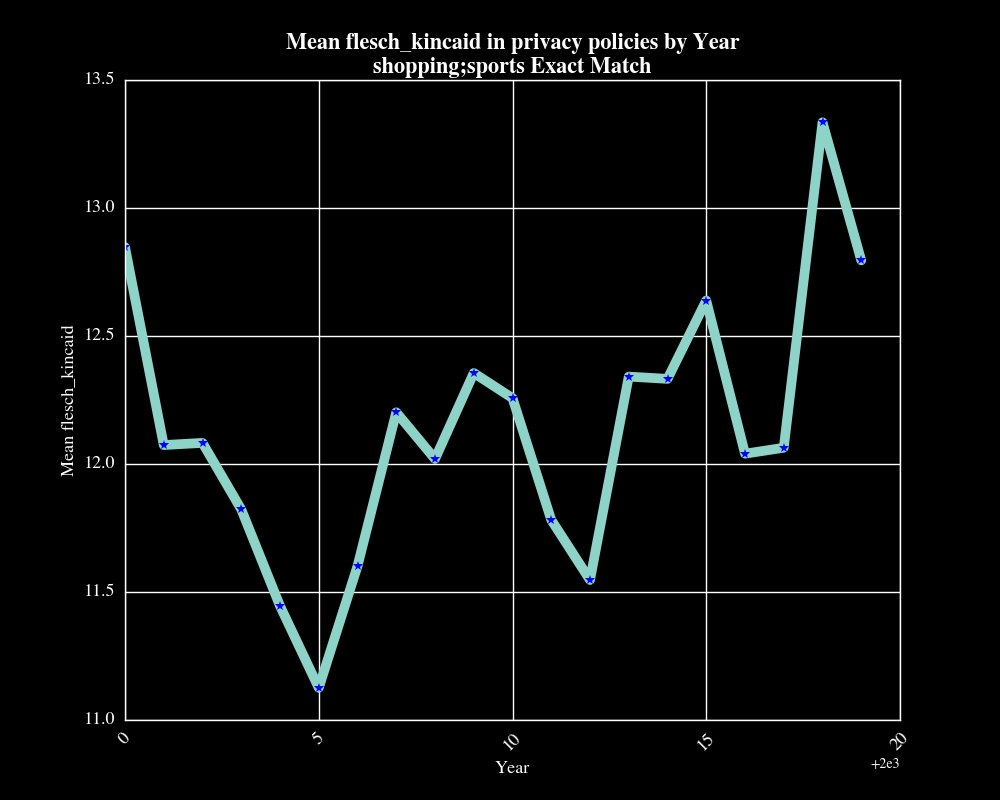 Mean flesch_kincaid in privacy policies by Year
shopping;sports Exact Match
13.5
13.0
12.5
12.0
11.5
11.0
Mean flesch_kincaid
0
5
10
15
20
Year
+2e3